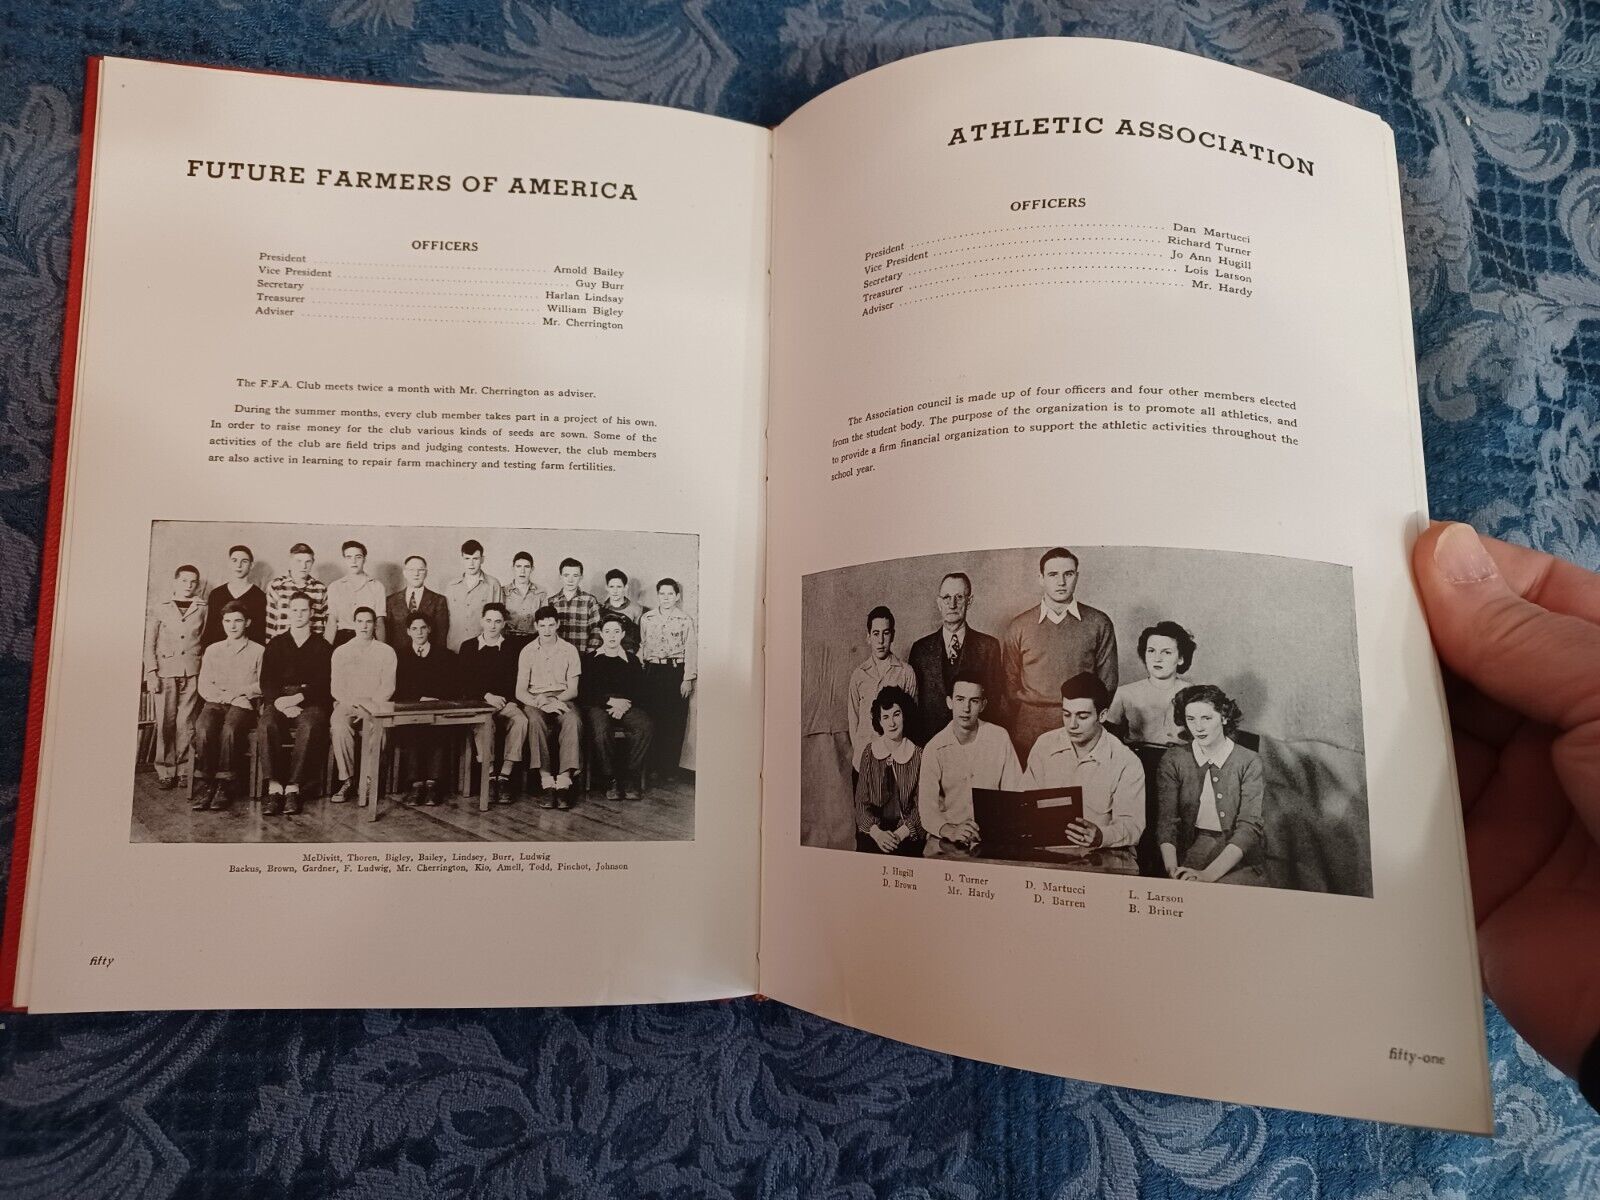 FUTURE FARMERS OF AMERICA
OFFICERS
President Arnold Bailey
Vice President Guy Burr
Secretary Harlan Lindsay
Treasurer William Bigley
Adviser Mr. Cherrington
The F.F.A. Club meets twice a month with Mr. Cherrington as adviser.
During the summer months, every club member takes part in a project of his own.
In order to raise money for the club various kinds of seeds are sown. Some of the
activities of the club are field trips and judging contests. However, the club members
are also active in learning to repair farm machinery and testing farm fertilities.
McDivitt, Thoren, Bigley, Bailey, Lindsey, Burr, Ludwig
Backus, Brown, Gardner, F. Ludwig, Mr. Cherrington, Kio, Amell, Todd, Pinchot, Johnson
fifty
ATHLETIC ASSOCIATION
OFFICERS
President Dan Martucci
Vice President Richard Turner
Secretary Jo Ann Hugill
Treasurer Lois Larson
Adviser Mr. Hardy
The Association council is made up of four officers and four other members elected
from the student body. The purpose of the organization is to promote all athletics, and
to provide a firm financial organization to support the athletic activities throughout the
school year.
J. Hugill D. Turner D. Martucci L. Larson
D. Brown Mr. Hardy D. Barren B. Briner
fifty-one